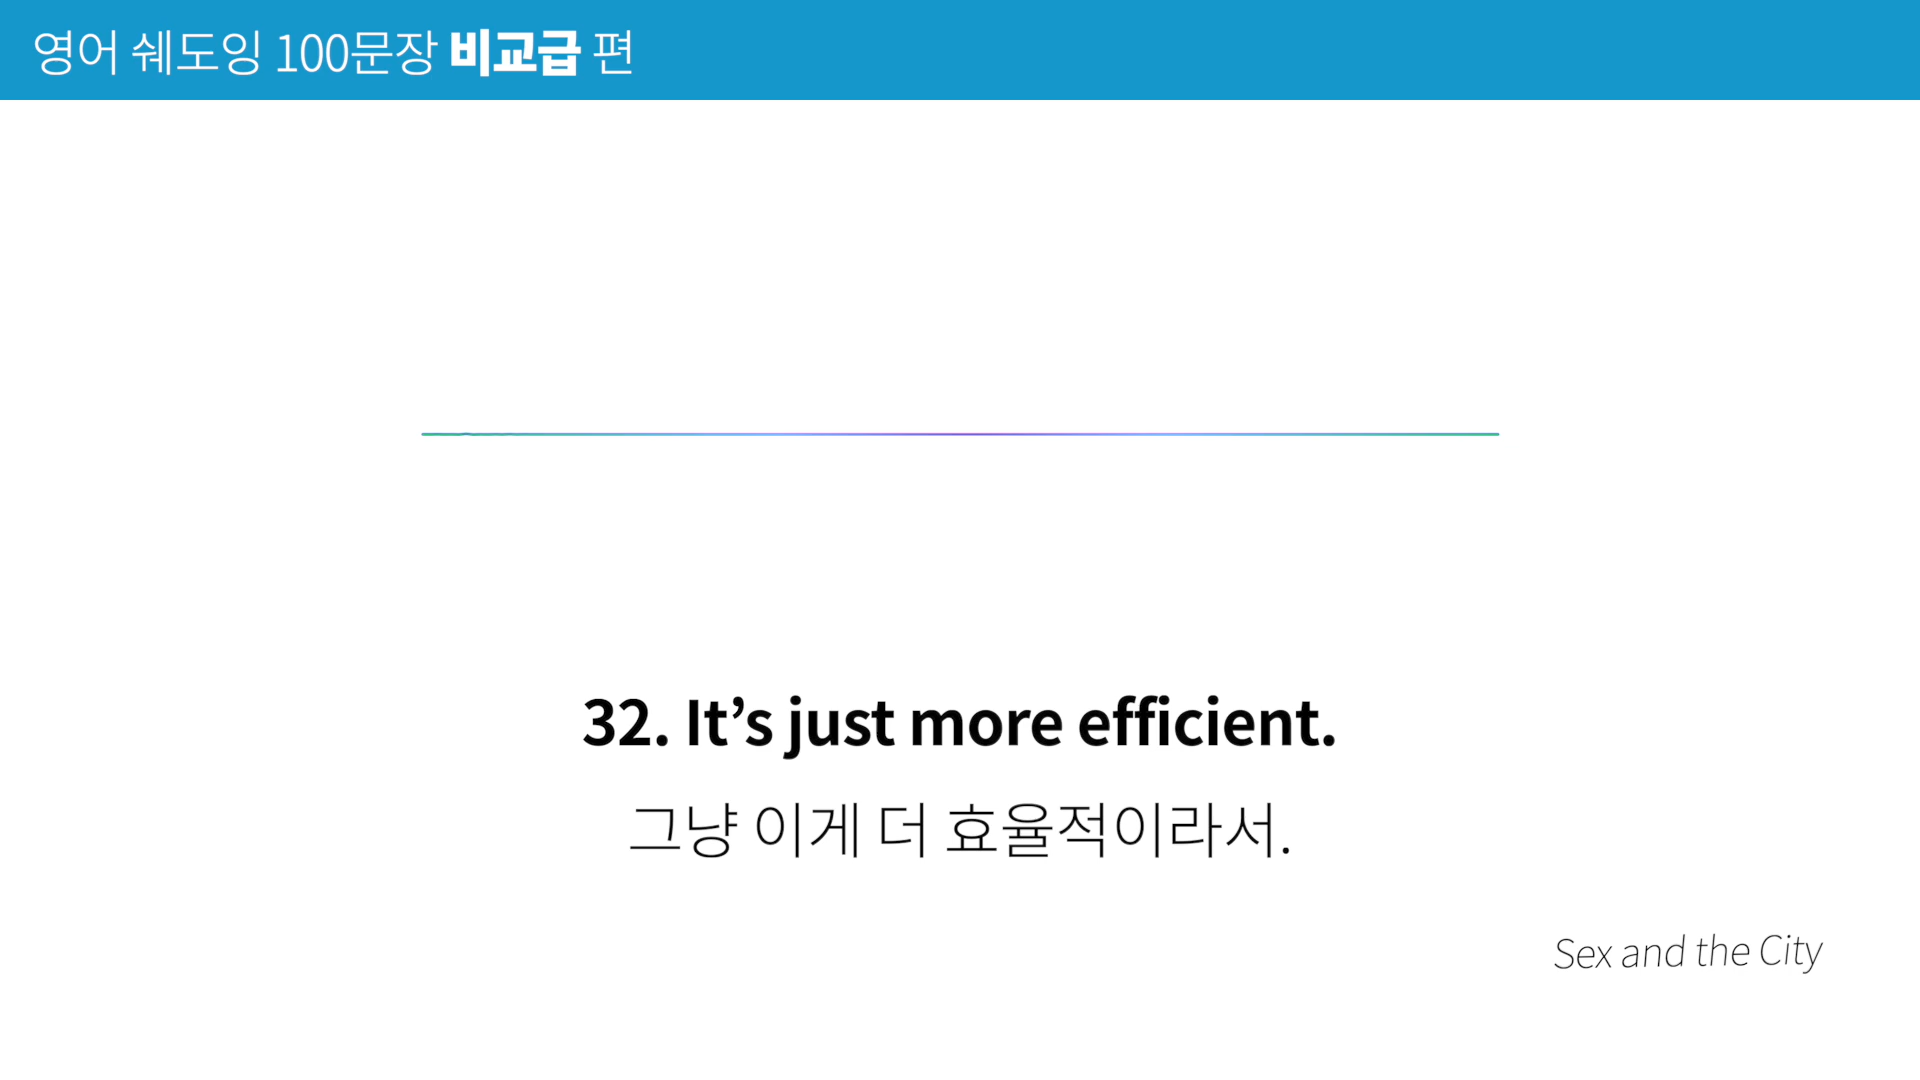 영어 쉐도잉 100문장 비교급 편
32. It’s just more efficient.
그냥 이게 더 효율적이라서.
Sex and the City